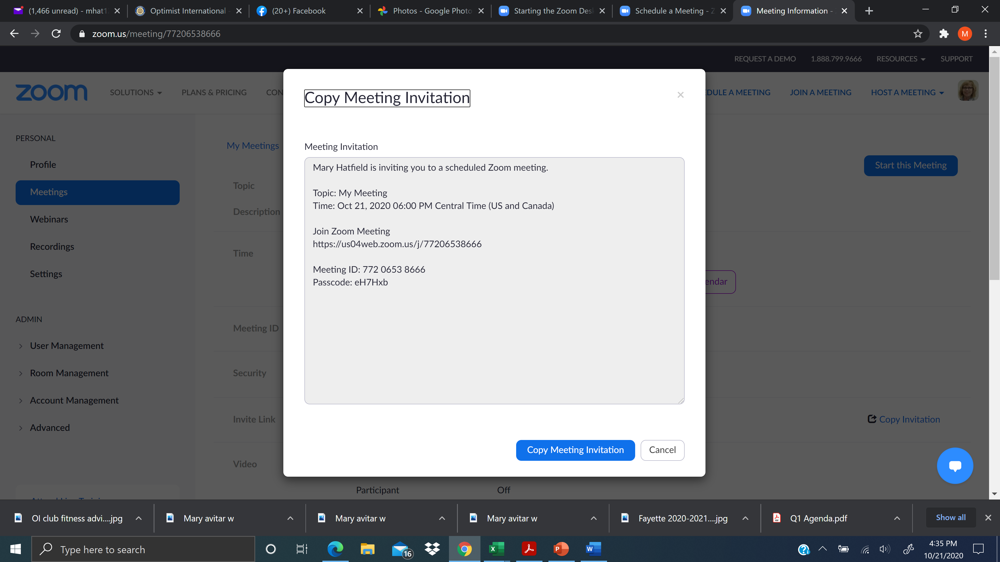 (1,466 unread) - mhat1
Optimist International -
(20+) Facebook
Photos - Google Photo
Starting the Zoom Des
Schedule a Meeting - Z
Meeting Information -
zoom.us/meeting/77206538666
M
REQUEST A DEMO
1.888.799.9666
RESOURCES
SUPPORT
zoom
SOLUTIONS
PLANS & PRICING
CON
EDULE A MEETING
JOIN A MEETING
HOST A MEETING
PERSONAL
Profile
Meetings
Webinars
Recordings
Settings
ADMIN
User Management
Room Management
Account Management
Advanced
My Meetings
Start this Meeting
Topic
Description
Time
endar
Meeting ID
Security
Invite Link
Copy Invitation
Video
Participant
Off
Copy Meeting Invitation
Meeting Invitation
Mary Hatfield is inviting you to a scheduled Zoom meeting.
Topic: My Meeting
Time: Oct 21, 2020 06:00 PM Central Time (US and Canada)
Join Zoom Meeting
https://us04web.zoom.us/j/77206538666
Meeting ID: 772 0653 8666
Passcode: eH7Hxb
Copy Meeting Invitation
Cancel
OI club fitness advi....jpg
Mary avitar w
Mary avitar w
Mary avitar w
Fayette 2020-2021....jpg
Q1 Agenda.pdf
Show all
Type here to search
16
4:35 PM
10/21/2020